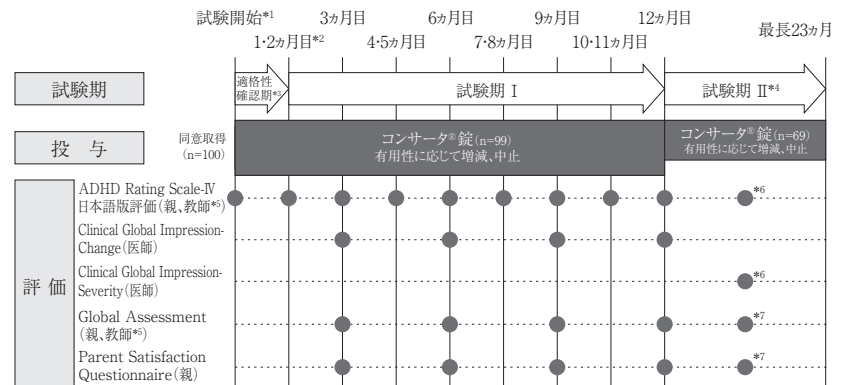 試験開始*1 3ヵ月目 6ヵ月目 9ヵ月目 12ヵ月目 最長23ヵ月
1・2ヵ月目*2 4・5ヵ月目 7・8ヵ月目 10・11ヵ月目
試験期
適格性
確認期*3
試験期 I
試験期 II*4
投 与
同意取得
(n=100)
コンサータ®錠(n=99)
有用性に応じて増減、中止
コンサータ®錠(n=69)
有用性に応じて増減、中止
評 価
ADHD Rating Scale-IV
日本語版評価(親、教師*5)
*6
Clinical Global Impression-
Change(医師)
Clinical Global Impression-
Severity(医師)
*6
Global Assessment
(親、教師*5)
*7
Parent Satisfaction
Questionnaire(親)
*7